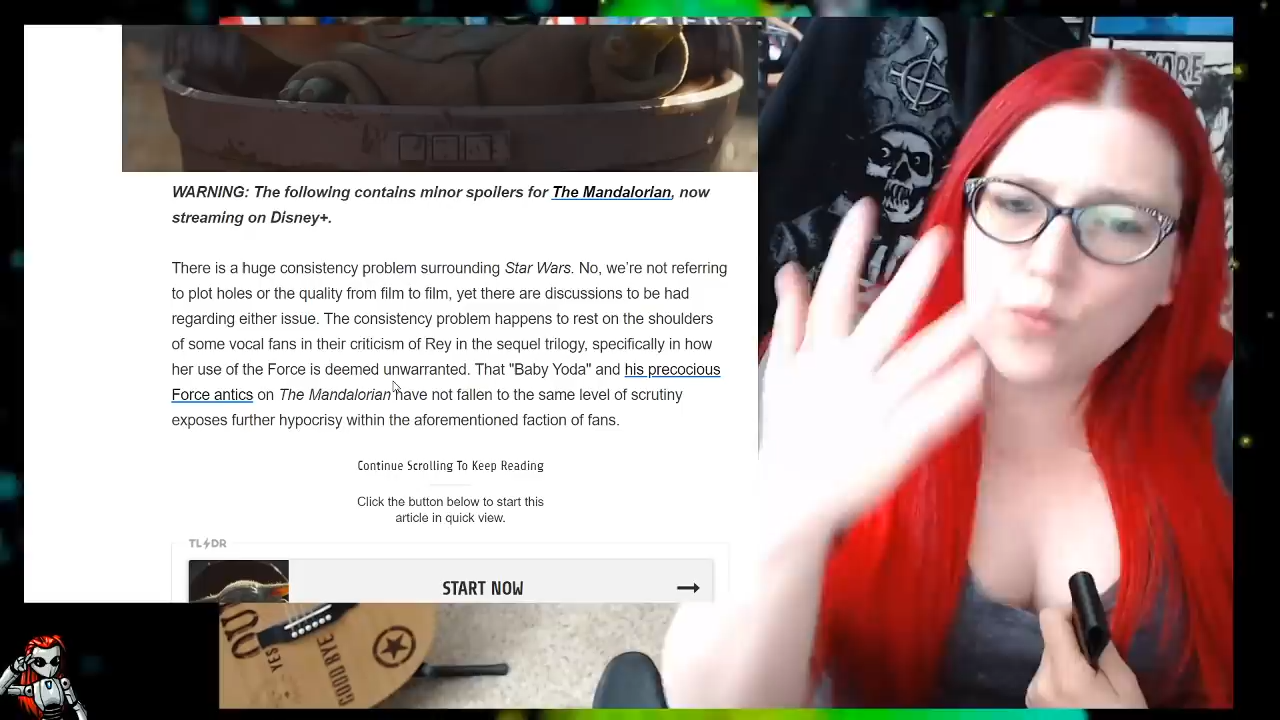 WARNING: The following contains minor spoilers for The Mandalorian, now
streaming on Disney+.
There is a huge consistency problem surrounding Star Wars. No, we’re not referring
to plot holes or the quality from film to film, yet there are discussions to be had
regarding either issue. The consistency problem happens to rest on the shoulders
of some vocal fans in their criticism of Rey in the sequel trilogy, specifically in how
her use of the Force is deemed unwarranted. That "Baby Yoda" and his precocious
Force antics on The Mandalorian have not fallen to the same level of scrutiny
exposes further hypocrisy within the aforementioned faction of fans.
Continue Scrolling To Keep Reading
Click the button below to start this
article in quick view.
TL DR
START NOW
OU
YES
GOOD BYE